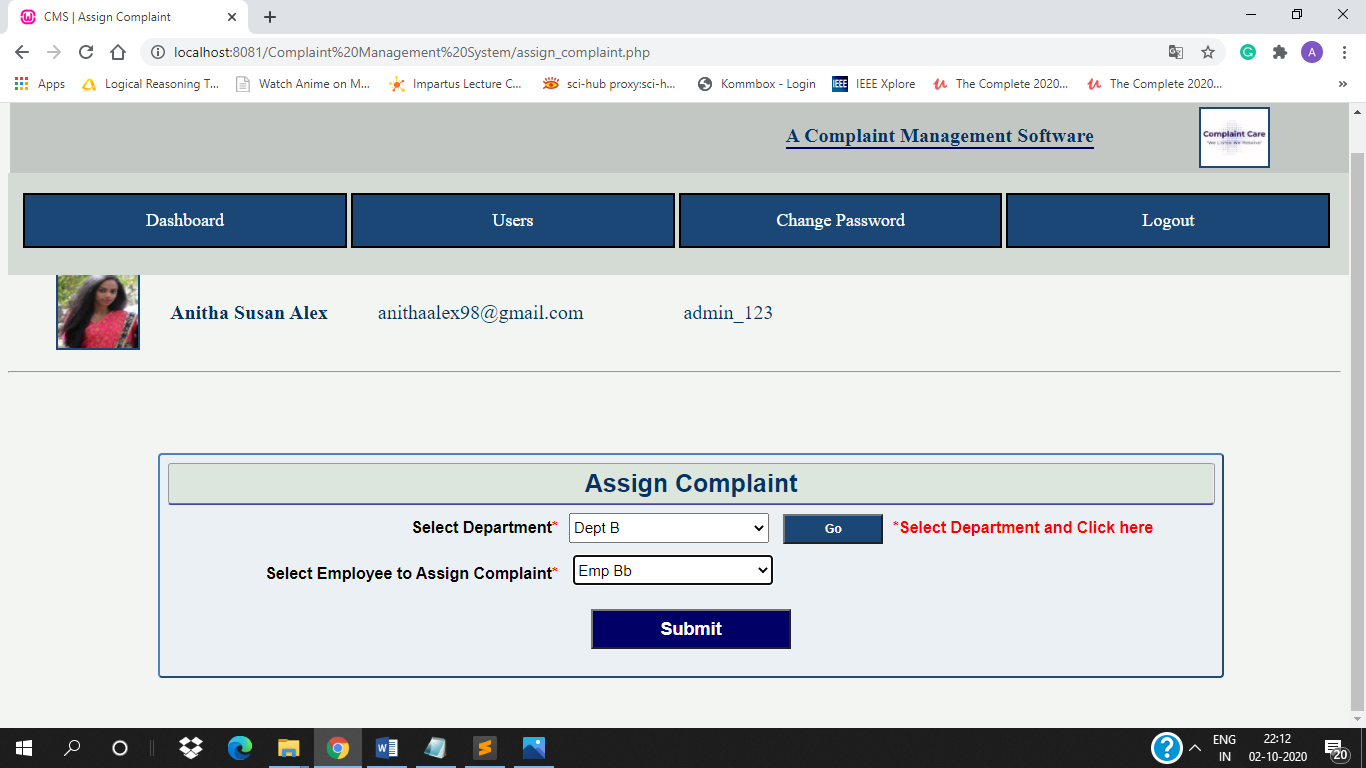 CMS | Assign Complaint
localhost:8081/Complaint%20Management%20System/assign_complaint.php
A
Apps
Logical Reasoning T...
Watch Anime on M...
Impartus Lecture C...
sci-hub proxy:sci-h...
Kommbox - Login
IEEE
IEEE Xplore
The Complete 2020...
The Complete 2020...
»
A Complaint Management Software
Complaint Care
Dashboard
Users
Change Password
Logout
Anitha Susan Alex
anithaalex98@gmail.com
admin_123
Assign Complaint
Select Department*
Dept B
Go
*Select Department and Click here
Select Employee to Assign Complaint*
Emp Bb
Submit
ENG
IN
22:12
02-10-2020
20